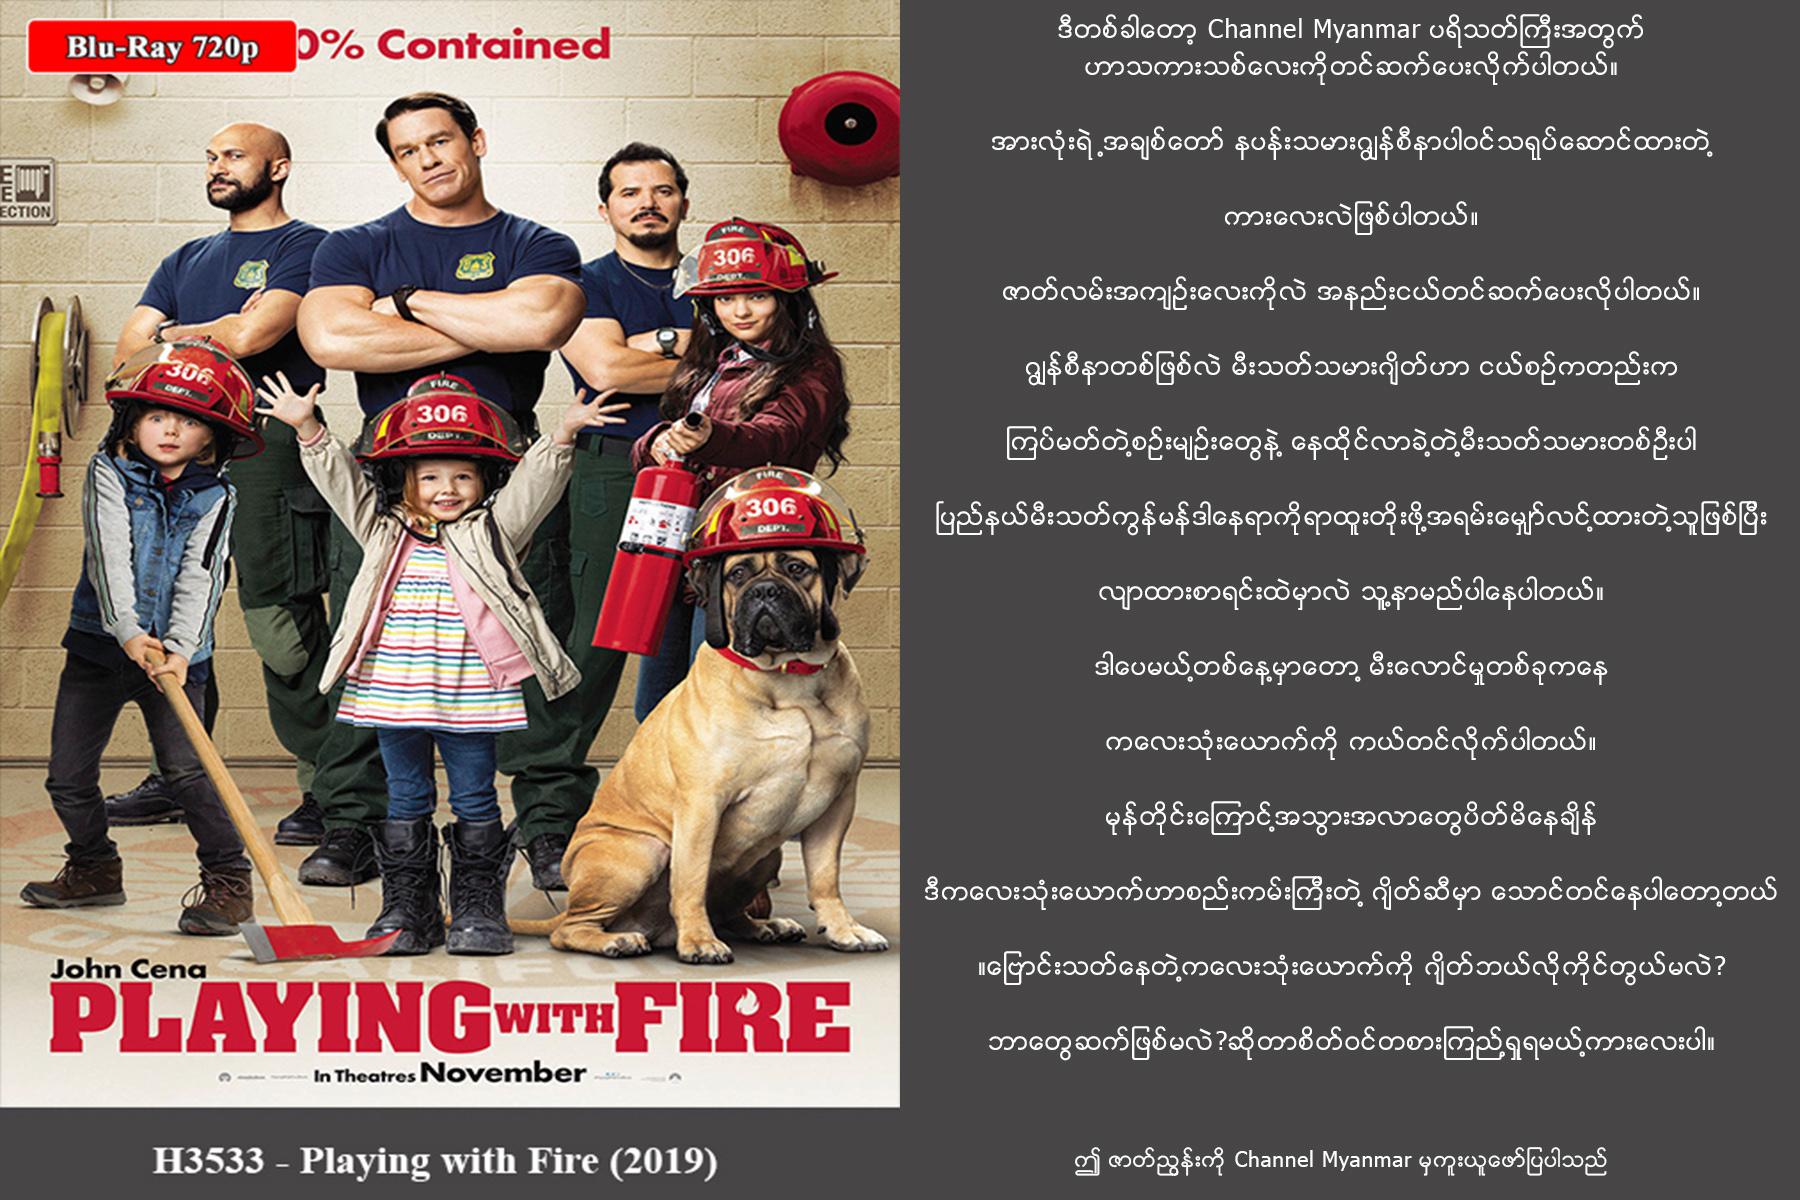 Blu-Ray 720p
0% Contained
ECTION
FIRE
306
DEPT.
306
DEPT.
FIRE
306
DEPT.
FIRE
306
DEPT.
John Cena
PLAYING WITH FIRE
In Theatres November
H3533 - Playing with Fire (2019)
ဒီတစ်ခါတော့ Channel Myanmar ပရိသတ်ကြီးအတွက်
ဟာသကားသစ်လေးကိုတင်ဆက်ပေးလိုက်ပါတယ်။
အားလုံးရဲ့အချစ်တော် နပန်းသမားဂျွန်စီနာပါဝင်သရုပ်ဆောင်ထားတဲ့
ကားလေးလဲဖြစ်ပါတယ်။
ဇာတ်လမ်းအကျဉ်းလေးကိုလဲ အနည်းငယ်တင်ဆက်ပေးလိုပါတယ်။
ဂျွန်စီနာတစ်ဖြစ်လဲ မီးသတ်သမားဂျိတ်ဟာ ငယ်စဉ်ကတည်းက
ကြပ်မတ်တဲ့စဉ်းမျဉ်းတွေနဲ့ နေထိုင်လာခဲ့တဲ့မီးသတ်သမားတစ်ဦးပါ
ပြည်နယ်မီးသတ်ကွန်မန်ဒါနေရာကိုရာထူးတိုးဖို့အရမ်းမျှော်လင့်ထားတဲ့သူဖြစ်ပြီး
လျာထားစာရင်းထဲမှာလဲ သူ့နာမည်ပါနေပါတယ်။
ဒါပေမယ့်တစ်နေ့မှာတော့ မီးလောင်မှုတစ်ခုကနေ
ကလေးသုံးယောက်ကို ကယ်တင်လိုက်ပါတယ်။
မုန်တိုင်းကြောင့်အသွားအလာတွေပိတ်မိနေချိန်
ဒီကလေးသုံးယောက်ဟာစည်းကမ်းကြီးတဲ့ ဂျိတ်ဆီမှာ သောင်တင်နေပါတော့တယ်
။ဗြောင်းသတ်နေတဲ့ကလေးသုံးယောက်ကို ဂျိတ်ဘယ်လိုကိုင်တွယ်မလဲ?
ဘာတွေဆက်ဖြစ်မလဲ?ဆိုတာစိတ်ဝင်တစားကြည့်ရှုရမယ့်ကားလေးပါ။
ဤ ဇာတ်ညွှန်းကို Channel Myanmar မှကူးယူဖော်ပြပါသည်